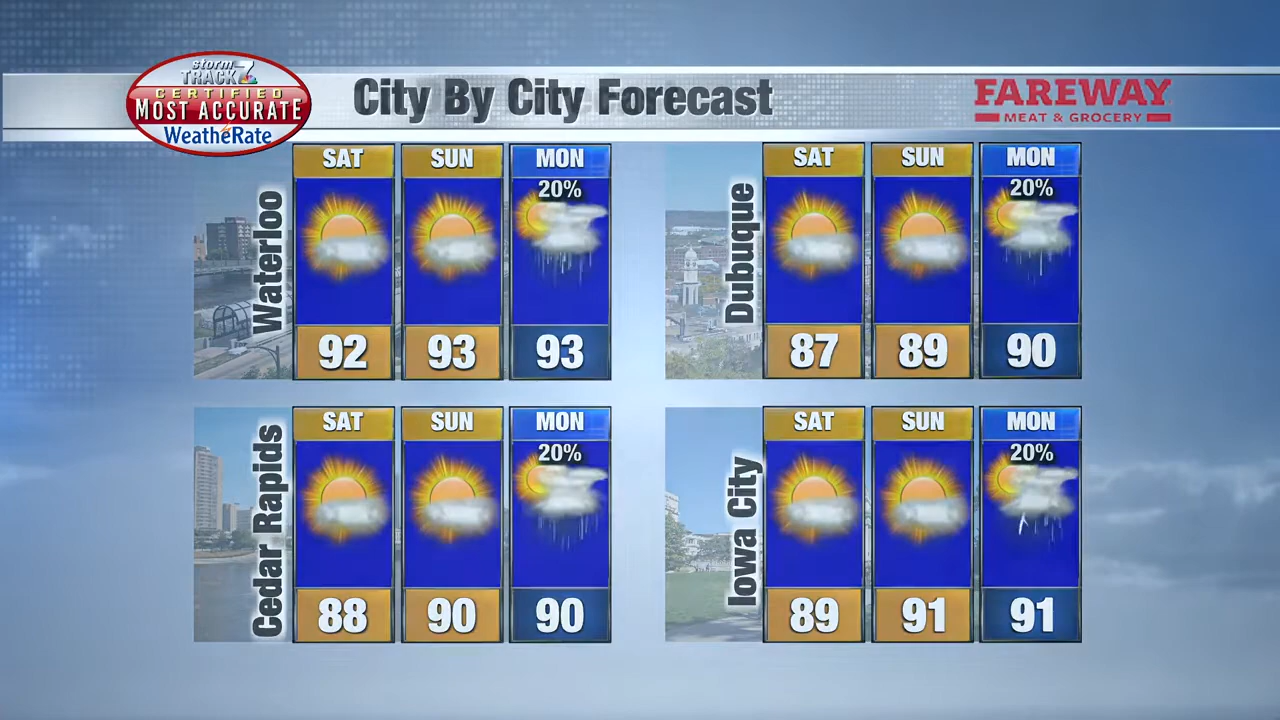 storm
TRACK 7
CERTIFIED
MOST ACCURATE
WeatheRate
City By City Forecast
FAREWAY
MEAT & GROCERY
Waterloo
SAT SUN MON
20%
92 93 93
Dubuque
SAT SUN MON
20%
87 89 90
Cedar Rapids
SAT SUN MON
20%
88 90 90
Iowa City
SAT SUN MON
20%
89 91 91